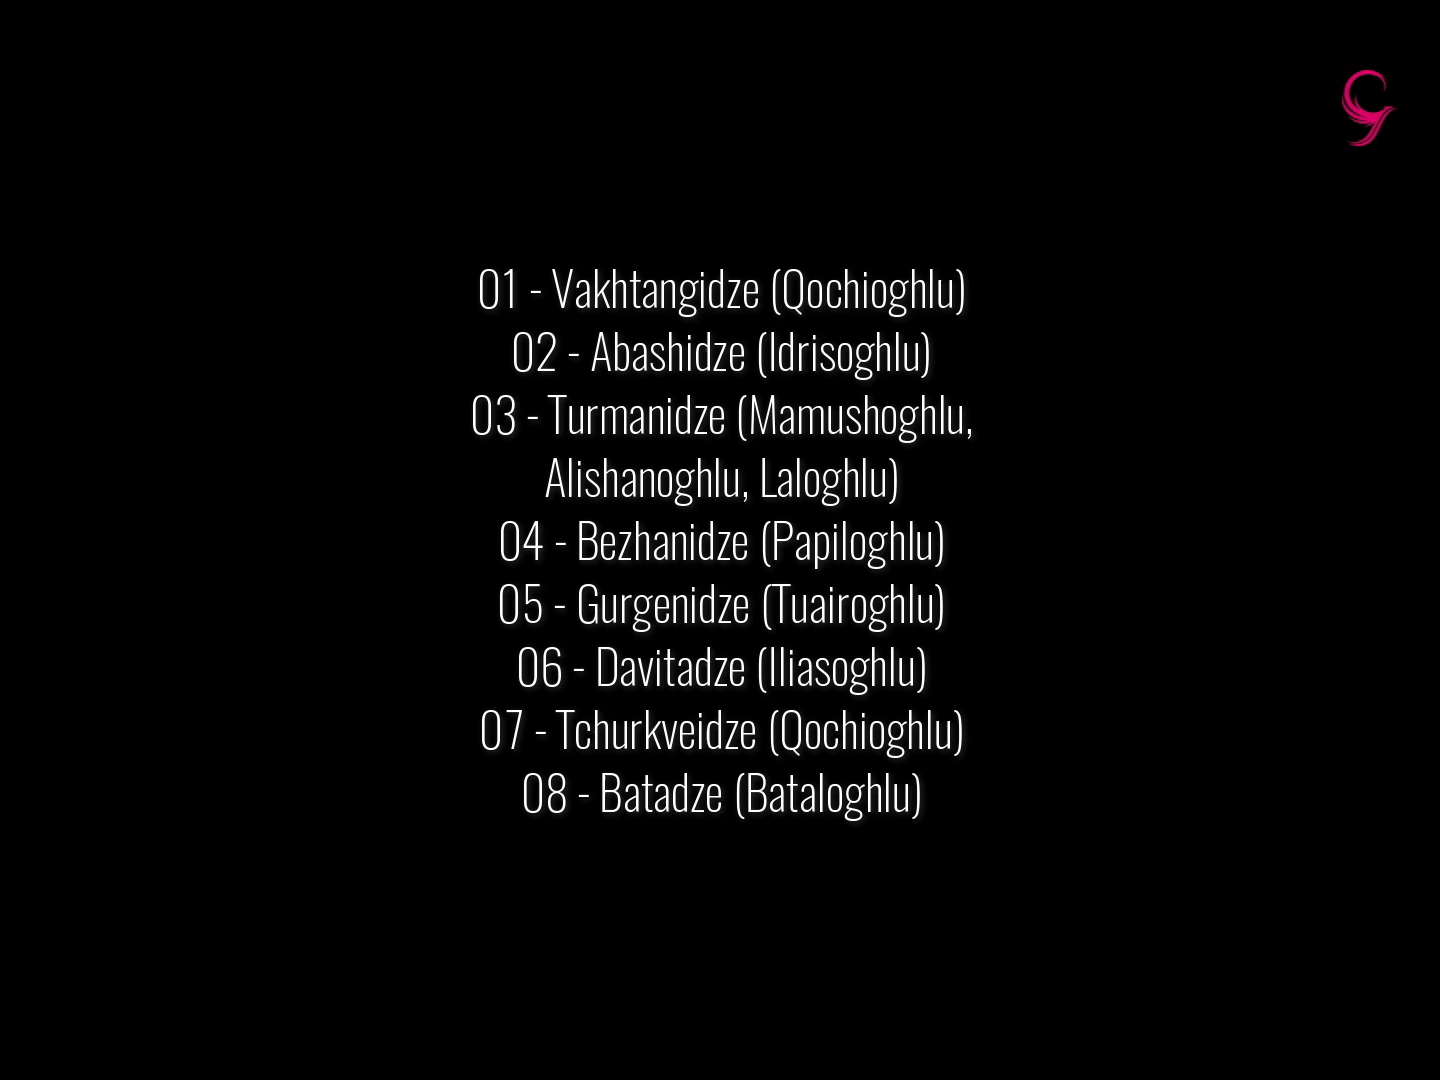 01 - Vakhtangidze (Qochioghlu)
02 - Abashidze (Idrisoghlu)
03 - Turmanidze (Mamushoghlu,
Alishanoghlu, Laloghlu)
04 - Bezhanidze (Papiloghlu)
05 - Gurgenidze (Tuairoghlu)
06 - Davitadze (Iliasoghlu)
07 - Tchurkveidze (Qochioghlu)
08 - Batadze (Bataloghlu)